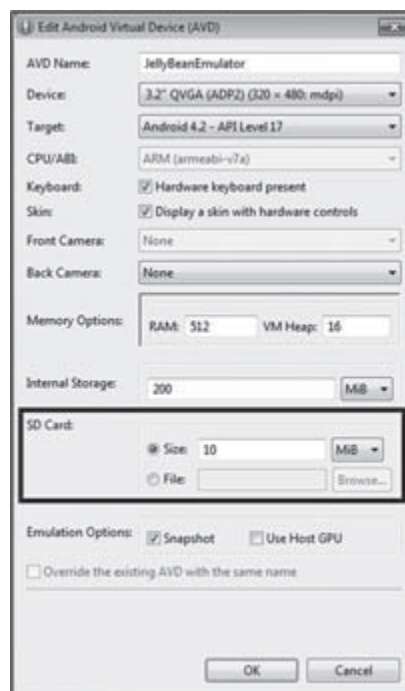 Edit Android Virtual Device (AVD)
AVD Name: JellyBeanEmulator
Device: 3.2" QVGA (ADP2) (320 × 480: mdpi)
Target: Android 4.2 - API Level 17
CPU/ABI: ARM (armeabi-v7a)
Keyboard: Hardware keyboard present
Skin: Display a skin with hardware controls
Front Camera: None
Back Camera: None
Memory Options: RAM: 512 VM Heap: 16
Internal Storage: 200 MiB
SD Card:
Size: 10 MiB
File: Browse...
Emulation Options: Snapshot Use Host GPU
Override the existing AVD with the same name
OK Cancel